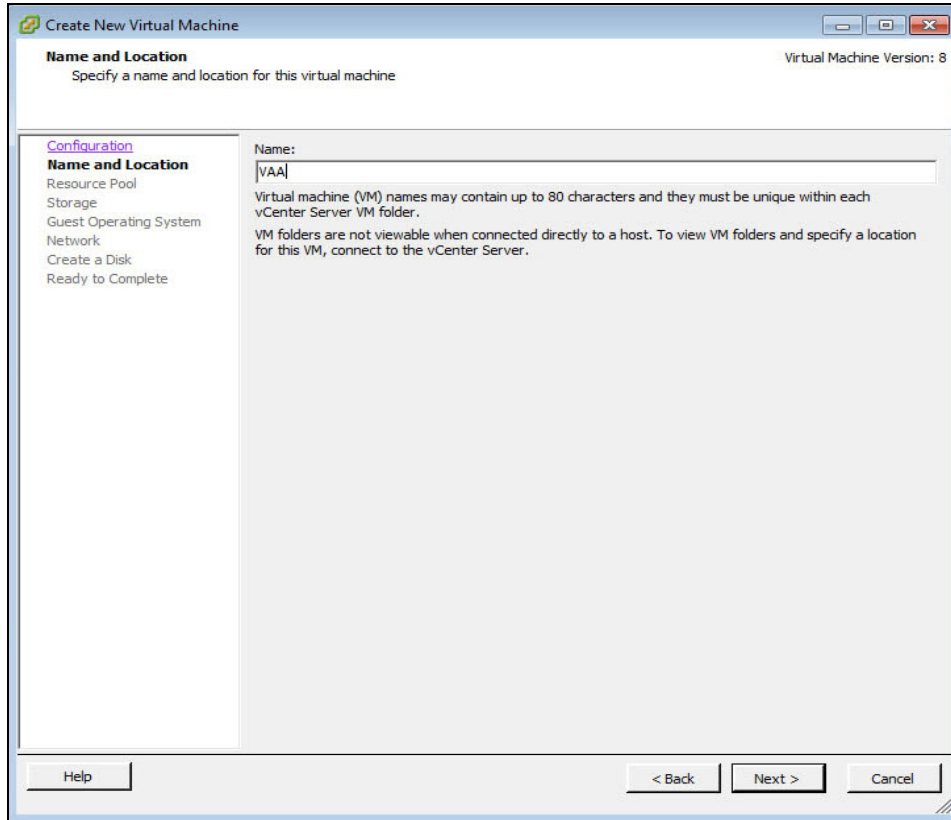 Create New Virtual Machine
Name and Location
Specify a name and location for this virtual machine
Virtual Machine Version: 8
Configuration
Name and Location
Resource Pool
Storage
Guest Operating System
Network
Create a Disk
Ready to Complete
Name:
VAA
Virtual machine (VM) names may contain up to 80 characters and they must be unique within each
vCenter Server VM folder.
VM folders are not viewable when connected directly to a host. To view VM folders and specify a location
for this VM, connect to the vCenter Server.
Help
< Back
Next >
Cancel